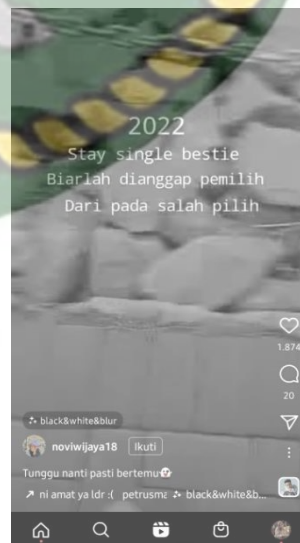 2022
Stay single bestie
Biarlah dianggap pemilih
Dari pada salah pilih
1.874
20
black&white&blur
noviwijaya18 Ikuti
Tunggu nanti pasti bertemu
ni amat ya ldr :( petrusma black&white&b...